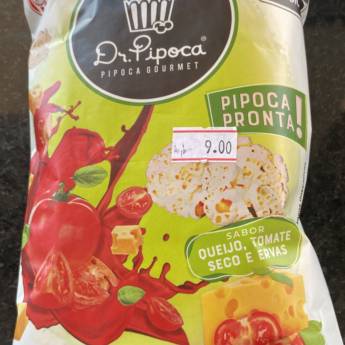 Dr. Pipoca®
PIPOCA GOURMET
PIPOCA
PRONTA!
9.00
SABOR
QUEIJO, TOMATE
SECO E ERVAS